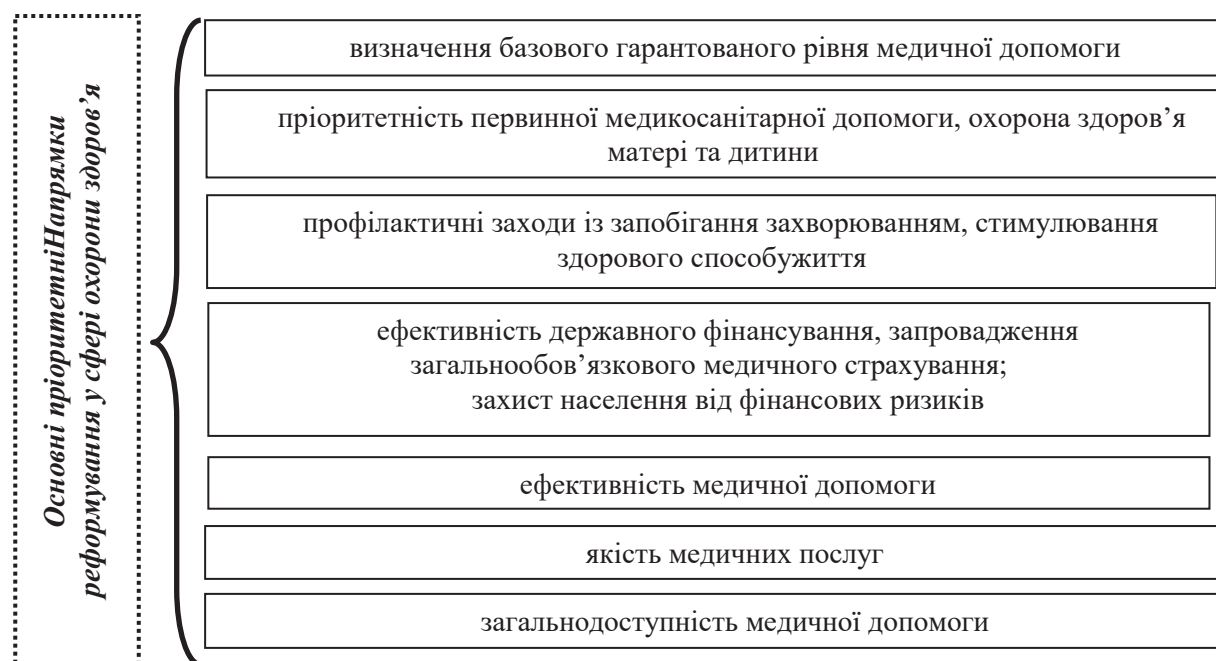 Основні пріоритетніНапрямки
реформування у сфері охорони здоров’я
визначення базового гарантованого рівня медичної допомоги
пріоритетність первинної медикосанітарної допомоги, охорона здоров’я
матері та дитини
профілактичні заходи із запобігання захворюванням, стимулювання
здорового способужиття
ефективність державного фінансування, запровадження
загальнообов’язкового медичного страхування;
захист населення від фінансових ризиків
ефективність медичної допомоги
якість медичних послуг
загальнодоступність медичної допомоги